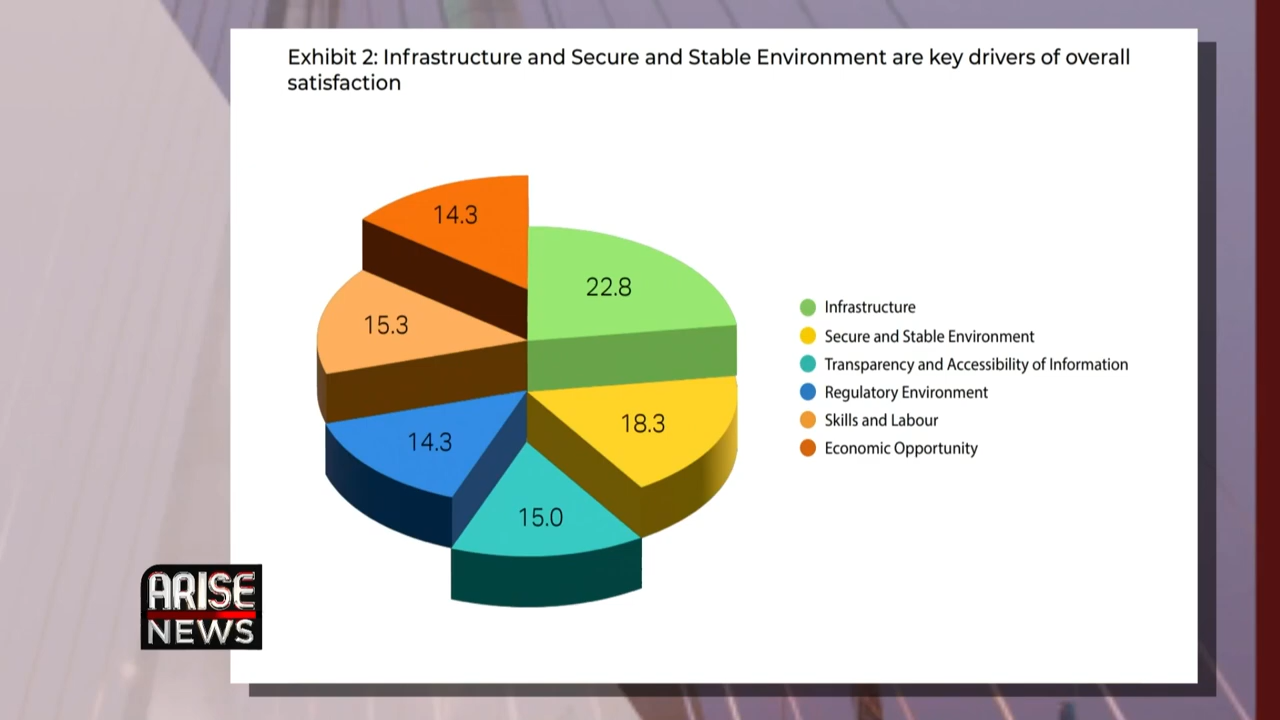 Exhibit 2: Infrastructure and Secure and Stable Environment are key drivers of overall
satisfaction
14.3
22.8
15.3
18.3
14.3
15.0
Infrastructure
Secure and Stable Environment
Transparency and Accessibility of Information
Regulatory Environment
Skills and Labour
Economic Opportunity
ARISE
NEWS